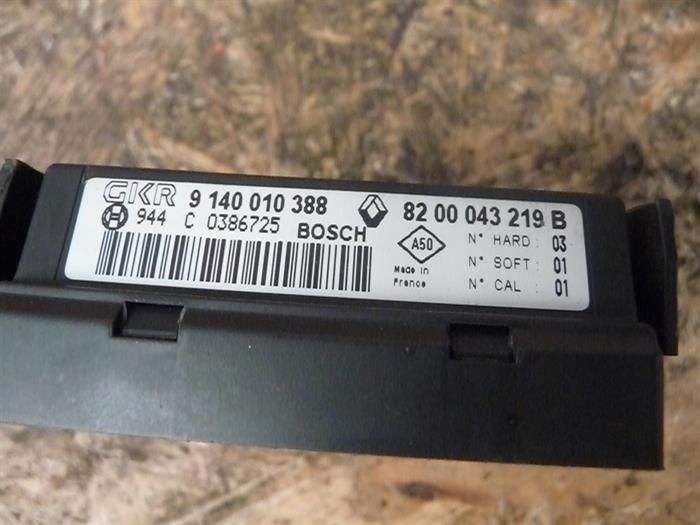 GKR 9 140 010 388 82 00 043 219 B
H 944 C 0386725 BOSCH A50 N° HARD : 03
Made in N° SOFT : 01
France N° CAL : 01